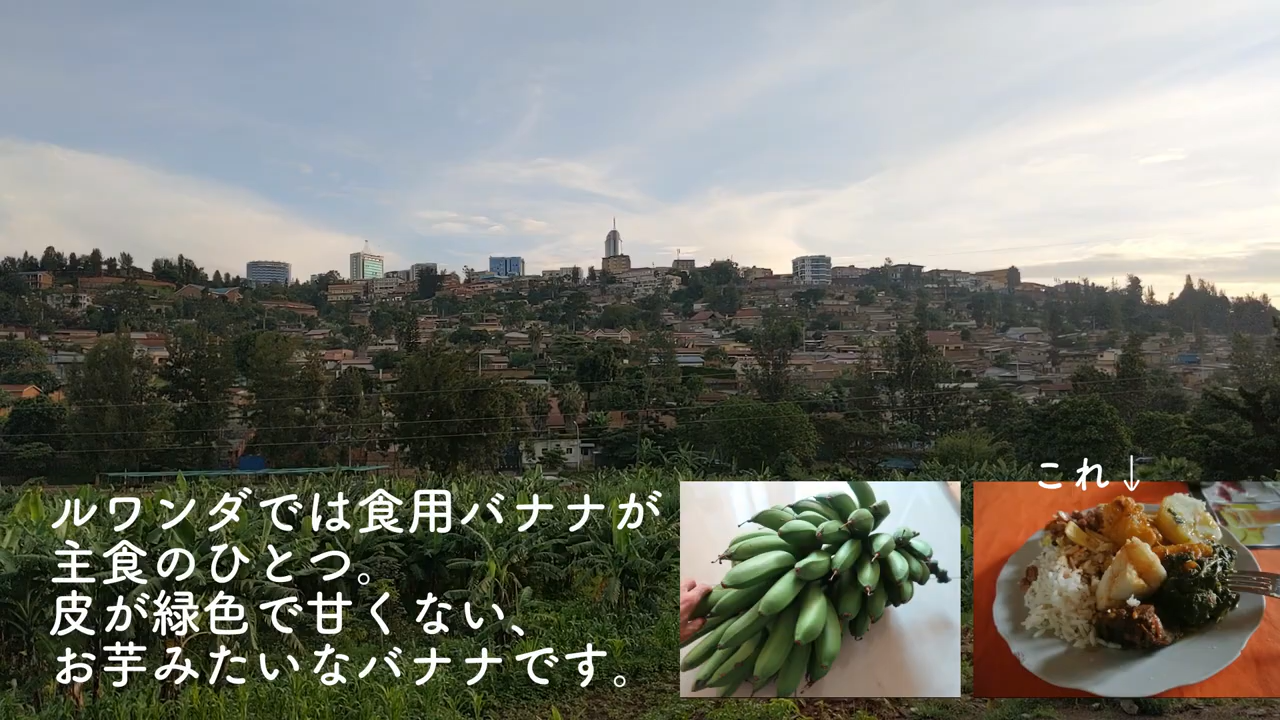 ルワンダでは食用バナナが
主食のひとつ。
皮が緑色で甘くない、
お芋みたいなバナナです。
これ↓